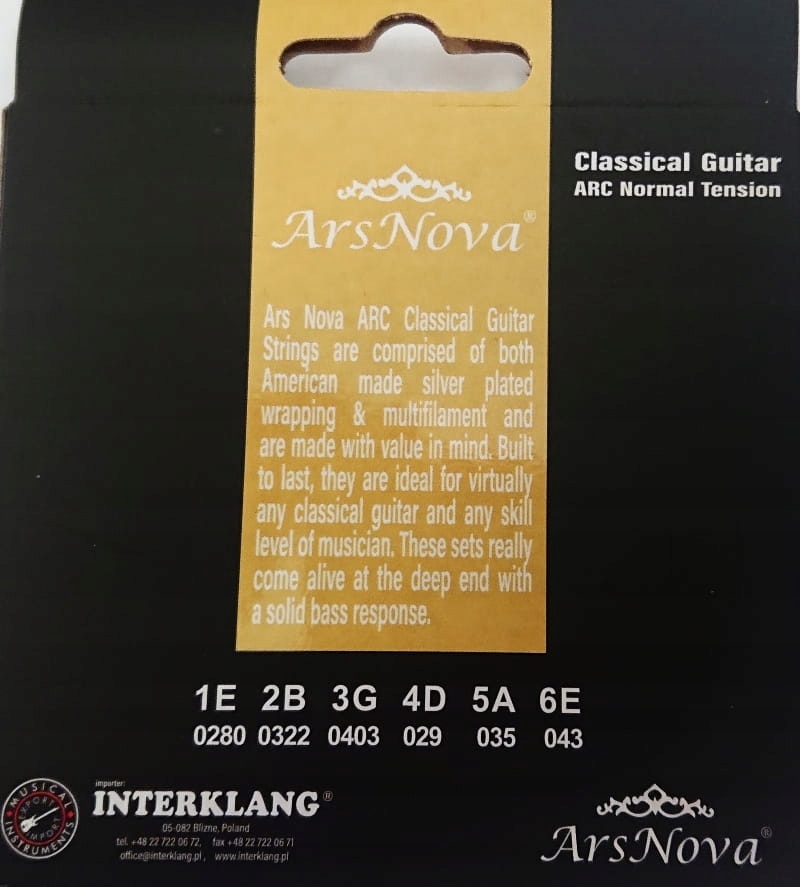 ArsNova®
Classical Guitar
ARC Normal Tension
Ars Nova ARC Classical Guitar
Strings are comprised of both
American made silver plated
wrapping & multifilament and
are made with value in mind. Built
to last, they are ideal for virtually
any classical guitar and any skill
level of musician. These sets really
come alive at the deep end with
a solid bass response.
1E 2B 3G 4D 5A 6E
0280 0322 0403 029 035 043
MUSICAL
INSTRUMENTS
EXPORT
IMPORT
importer:
INTERKLANG®
05-082 Blizne, Poland
tel. +48 22 722 06 72, fax +48 22 722 06 71
office@interklang.pl, www.interklang.pl
ArsNova®